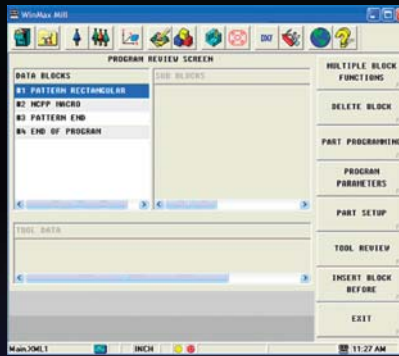 WinMax Mill
DXF
PROGRAM REVIEW SCREEN
DATA BLOCKS
SUB BLOCKS
#1 PATTERN RECTANGULAR
#2 NCPP MACRO
#3 PATTERN END
#4 END OF PROGRAM
TOOL DATA
MULTIPLE BLOCK
FUNCTIONS
DELETE BLOCK
PART PROGRAMMING
PROGRAM
PARAMETERS
PART SETUP
TOOL REVIEW
INSERT BLOCK
BEFORE
EXIT
Main.XML1
INCH
11:27 AM